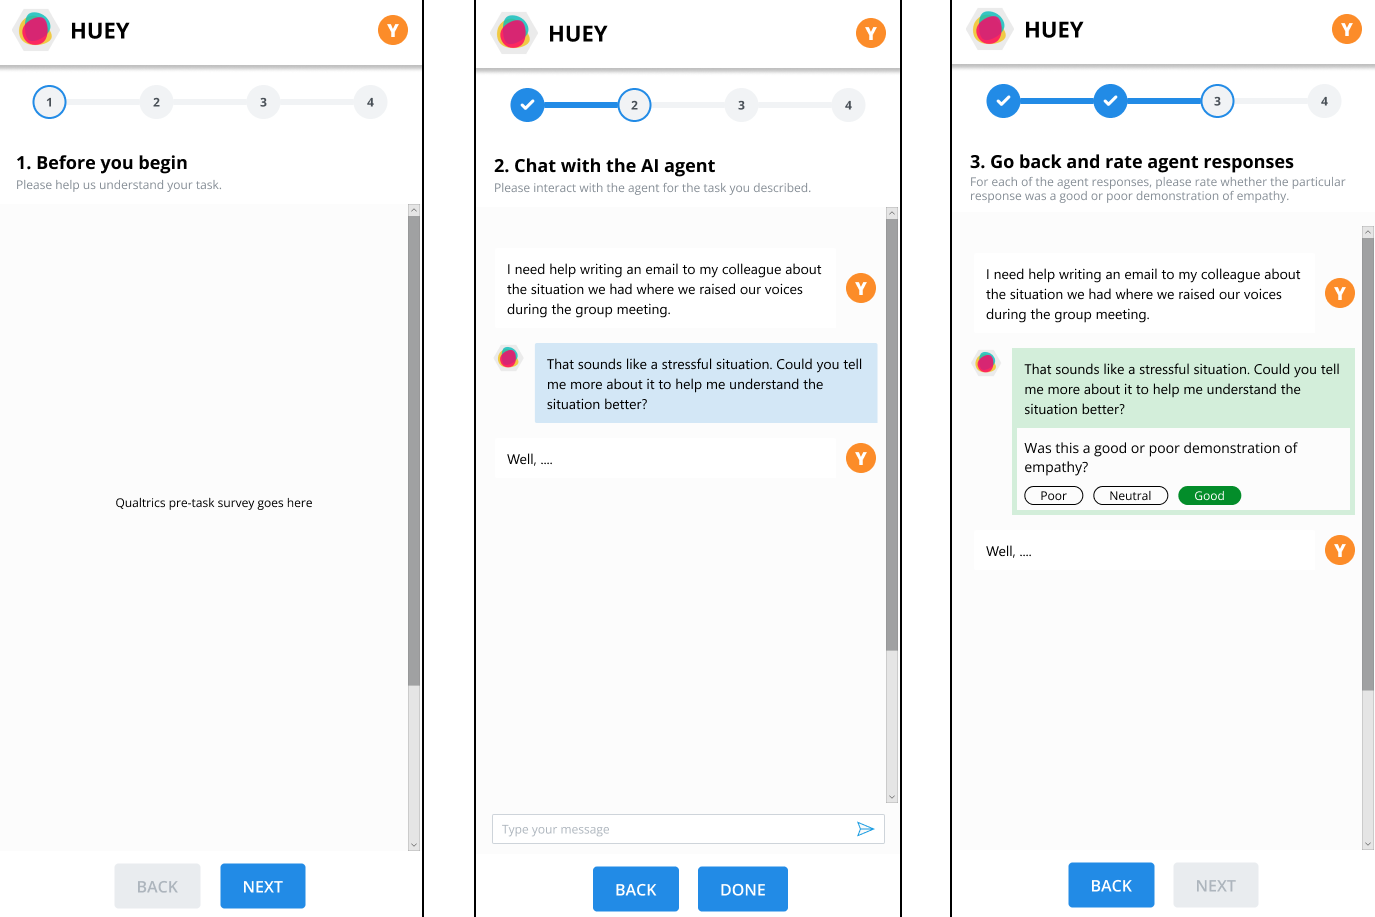 HUEY
Y
1
2
3
4
1. Before you begin
Please help us understand your task.
Qualtrics pre-task survey goes here
BACK
NEXT
HUEY
Y
2
3
4
2. Chat with the AI agent
Please interact with the agent for the task you described.
I need help writing an email to my colleague about
the situation we had where we raised our voices
during the group meeting.
Y
That sounds like a stressful situation. Could you tell
me more about it to help me understand the
situation better?
Well, ....
Y
Type your message
BACK
DONE
HUEY
Y
3
4
3. Go back and rate agent responses
For each of the agent responses, please rate whether the particular
response was a good or poor demonstration of empathy.
I need help writing an email to my colleague about
the situation we had where we raised our voices
during the group meeting.
Y
That sounds like a stressful situation. Could you tell
me more about it to help me understand the
situation better?
Was this a good or poor demonstration of
empathy?
Poor
Neutral
Good
Well, ....
Y
BACK
NEXT